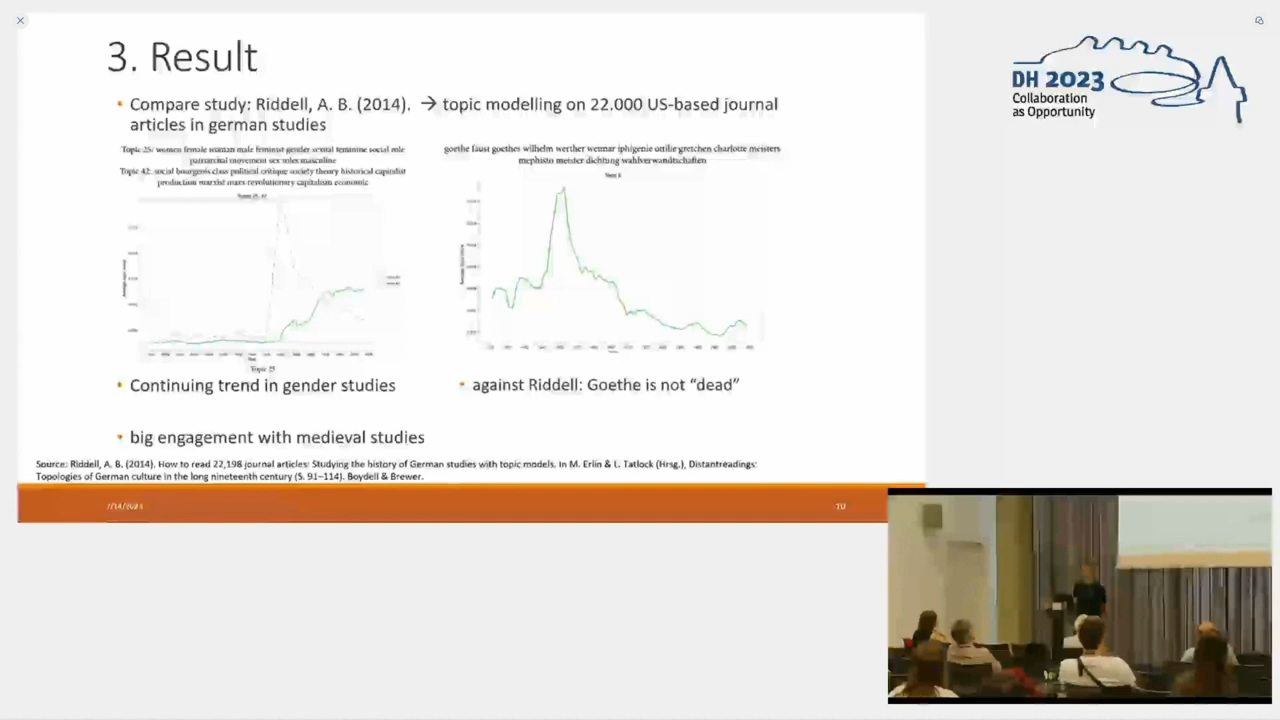 3. Result
• Compare study: Riddell, A. B. (2014). → topic modelling on 22.000 US-based journal
articles in german studies
Topic 25: women female woman male feminist gender sexual feminine social role
patriarchal movement sex roles masculine
Topic 42: social bourgeois class political critique society theory historical capitalist
production marxist marx revolutionary capitalism economic
goethe faust goethes wilhelm werther weimar iphigenie ottilie gretchen charlotte meisters
mephisto meister dichtung wahlverwandtschaften
Topic 25
• Continuing trend in gender studies
• against Riddell: Goethe is not “dead”
• big engagement with medieval studies
Source: Riddell, A. B. (2014). How to read 22,198 journal articles: Studying the history of German studies with topic models. In M. Erlin & L. Tatlock (Hrsg.), Distantreadings:
Topologies of German culture in the long nineteenth century (S. 91–114). Boydell & Brewer.
10
DH 2023
Collaboration
as Opportunity